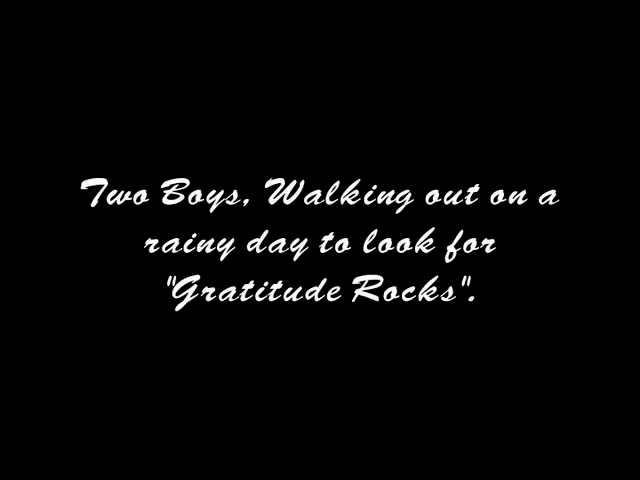 Two Boys, Walking out on a
rainy day to look for
"Gratitude Rocks".